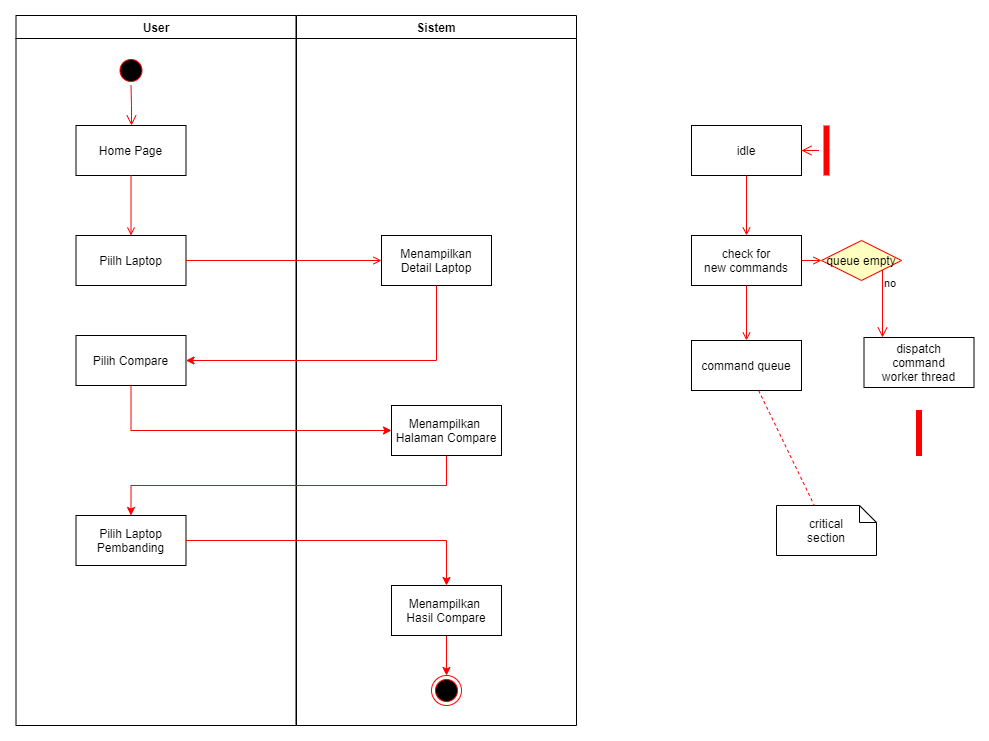 User
Sistem
Home Page
Piilh Laptop
Menampilkan
Detail Laptop
Pilih Compare
Menampilkan
Halaman Compare
Pilih Laptop
Pembanding
Menampilkan
Hasil Compare
idle
check for
new commands
queue empty
no
command queue
dispatch
command
worker thread
critical
section